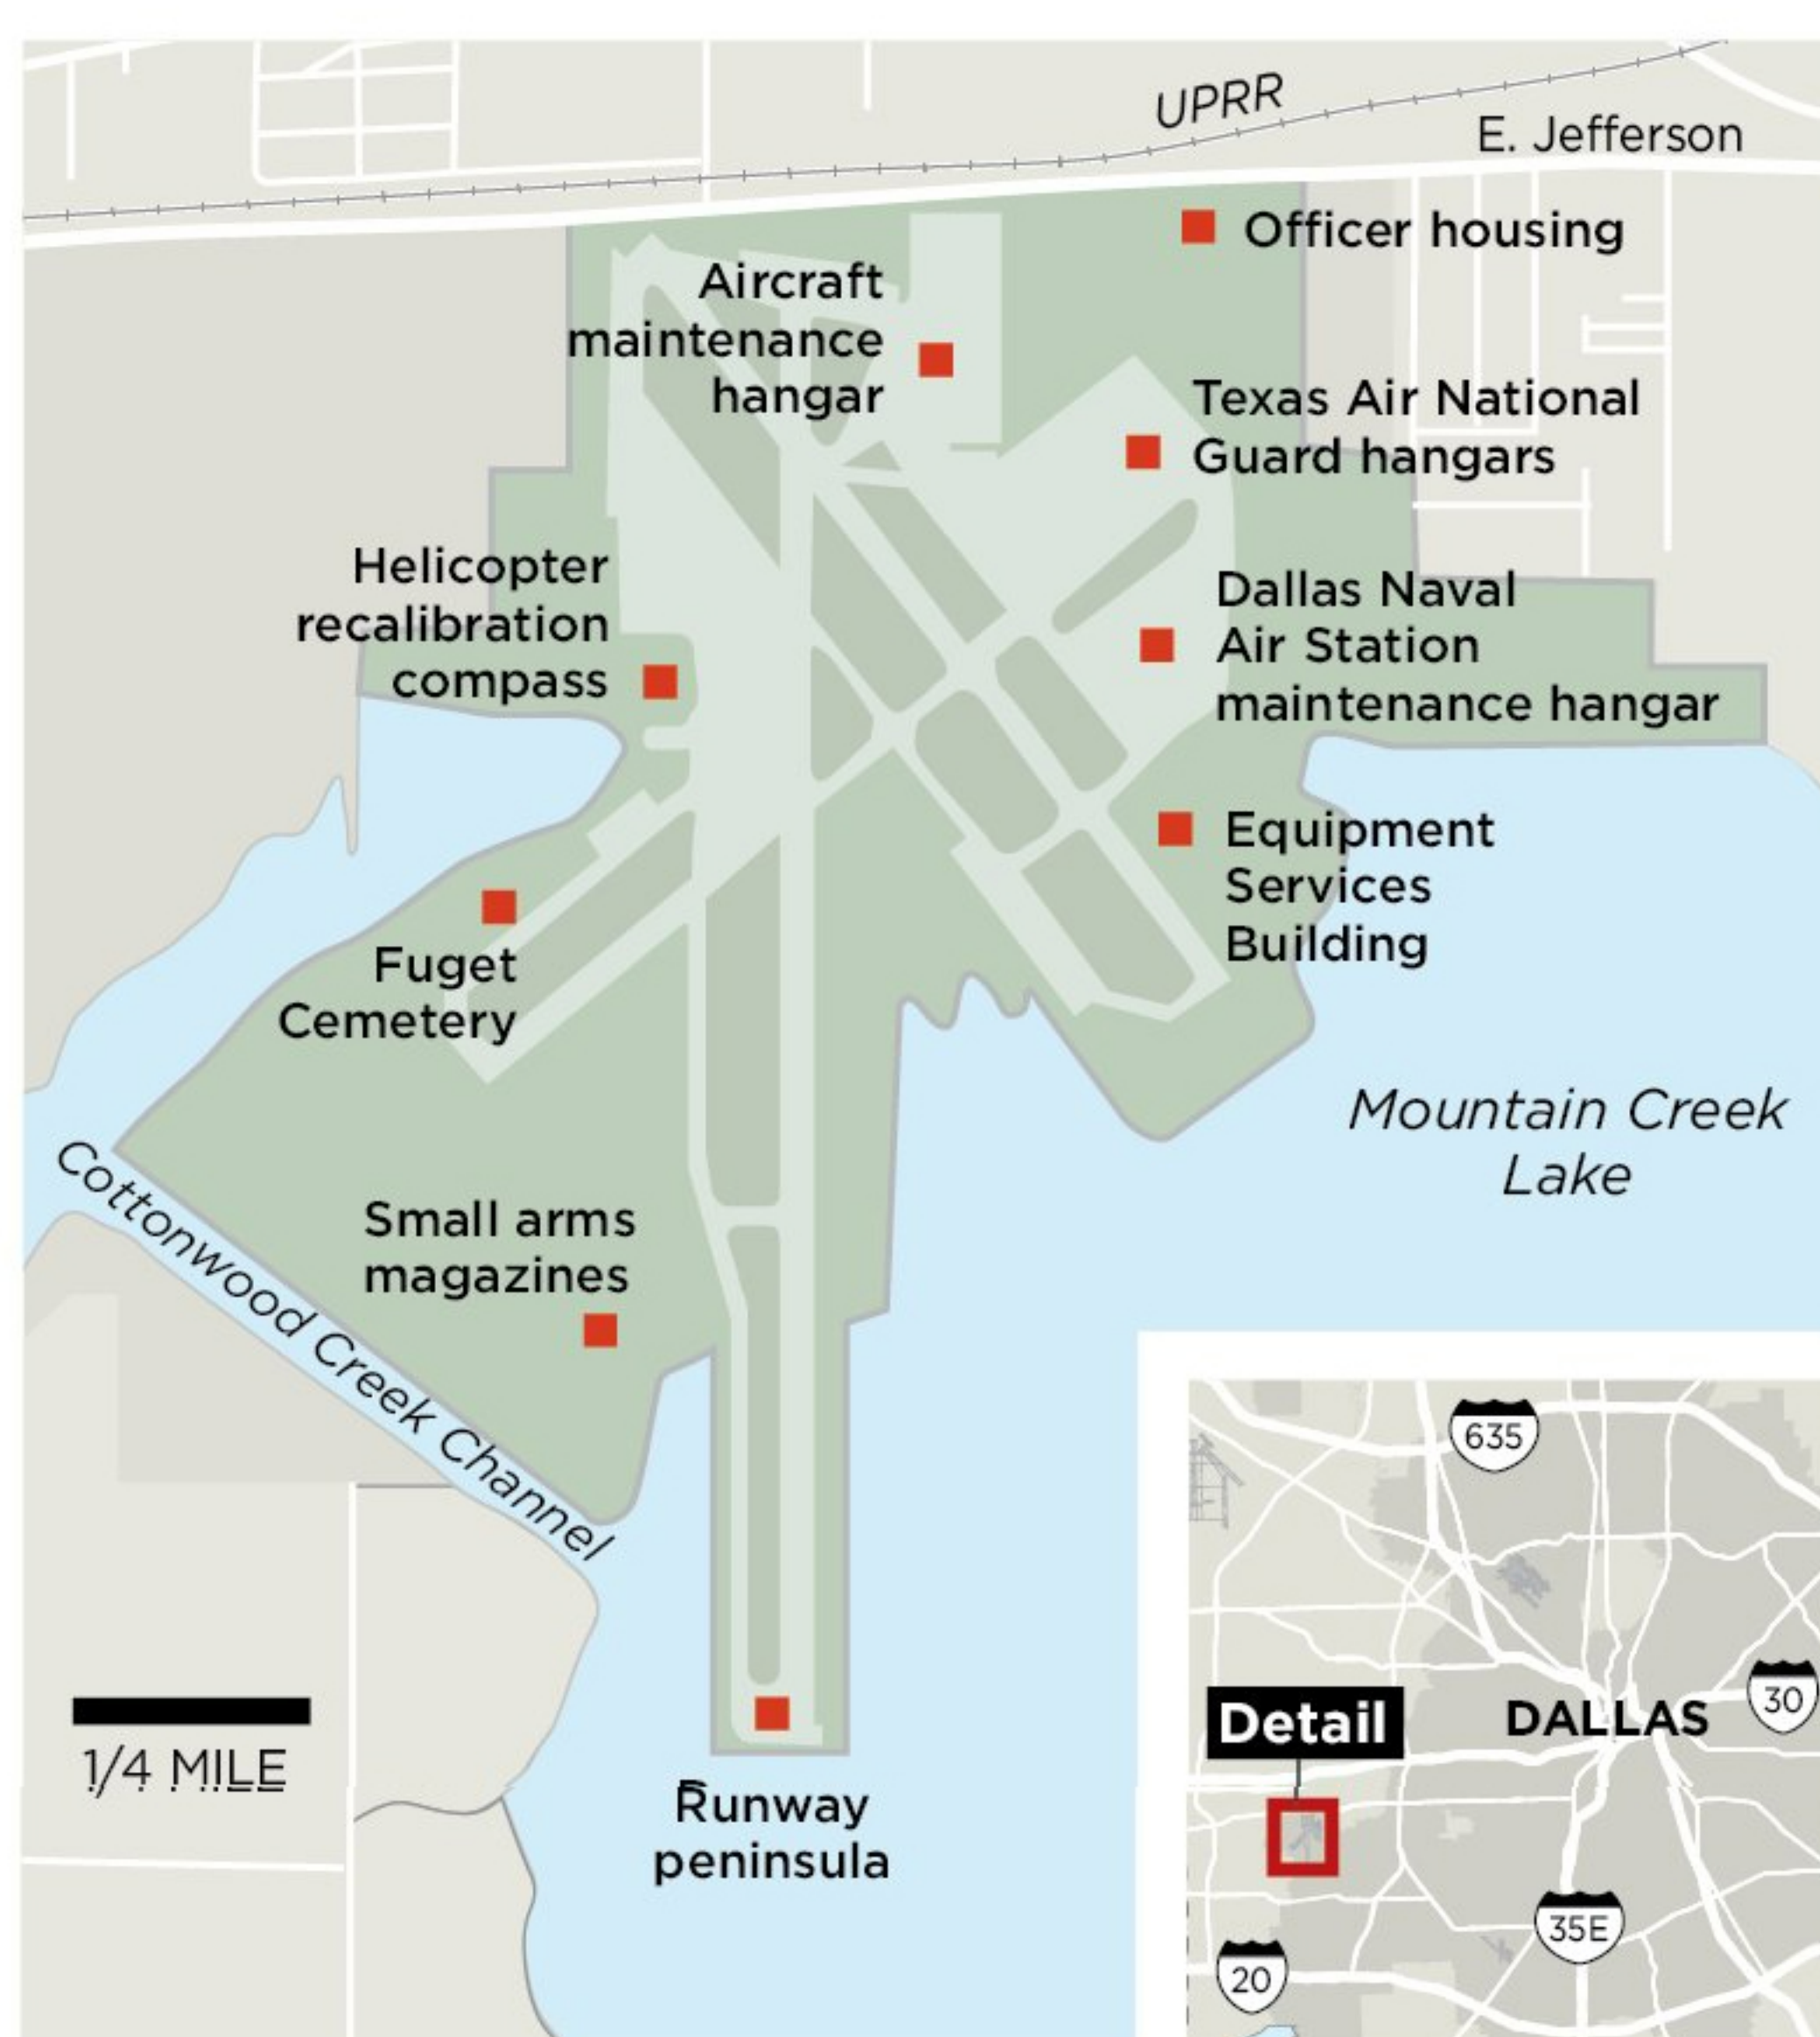 UPRR
E. Jefferson
Officer housing
Aircraft
maintenance
hangar
Texas Air National
Guard hangars
Helicopter
recalibration
compass
Dallas Naval
Air Station
maintenance hangar
Equipment
Services
Building
Fuget
Cemetery
Mountain Creek
Lake
Cottonwood Creek Channel
Small arms
magazines
1/4 MILE
Runway
peninsula
635
30
Detail
DALLAS
35E
20